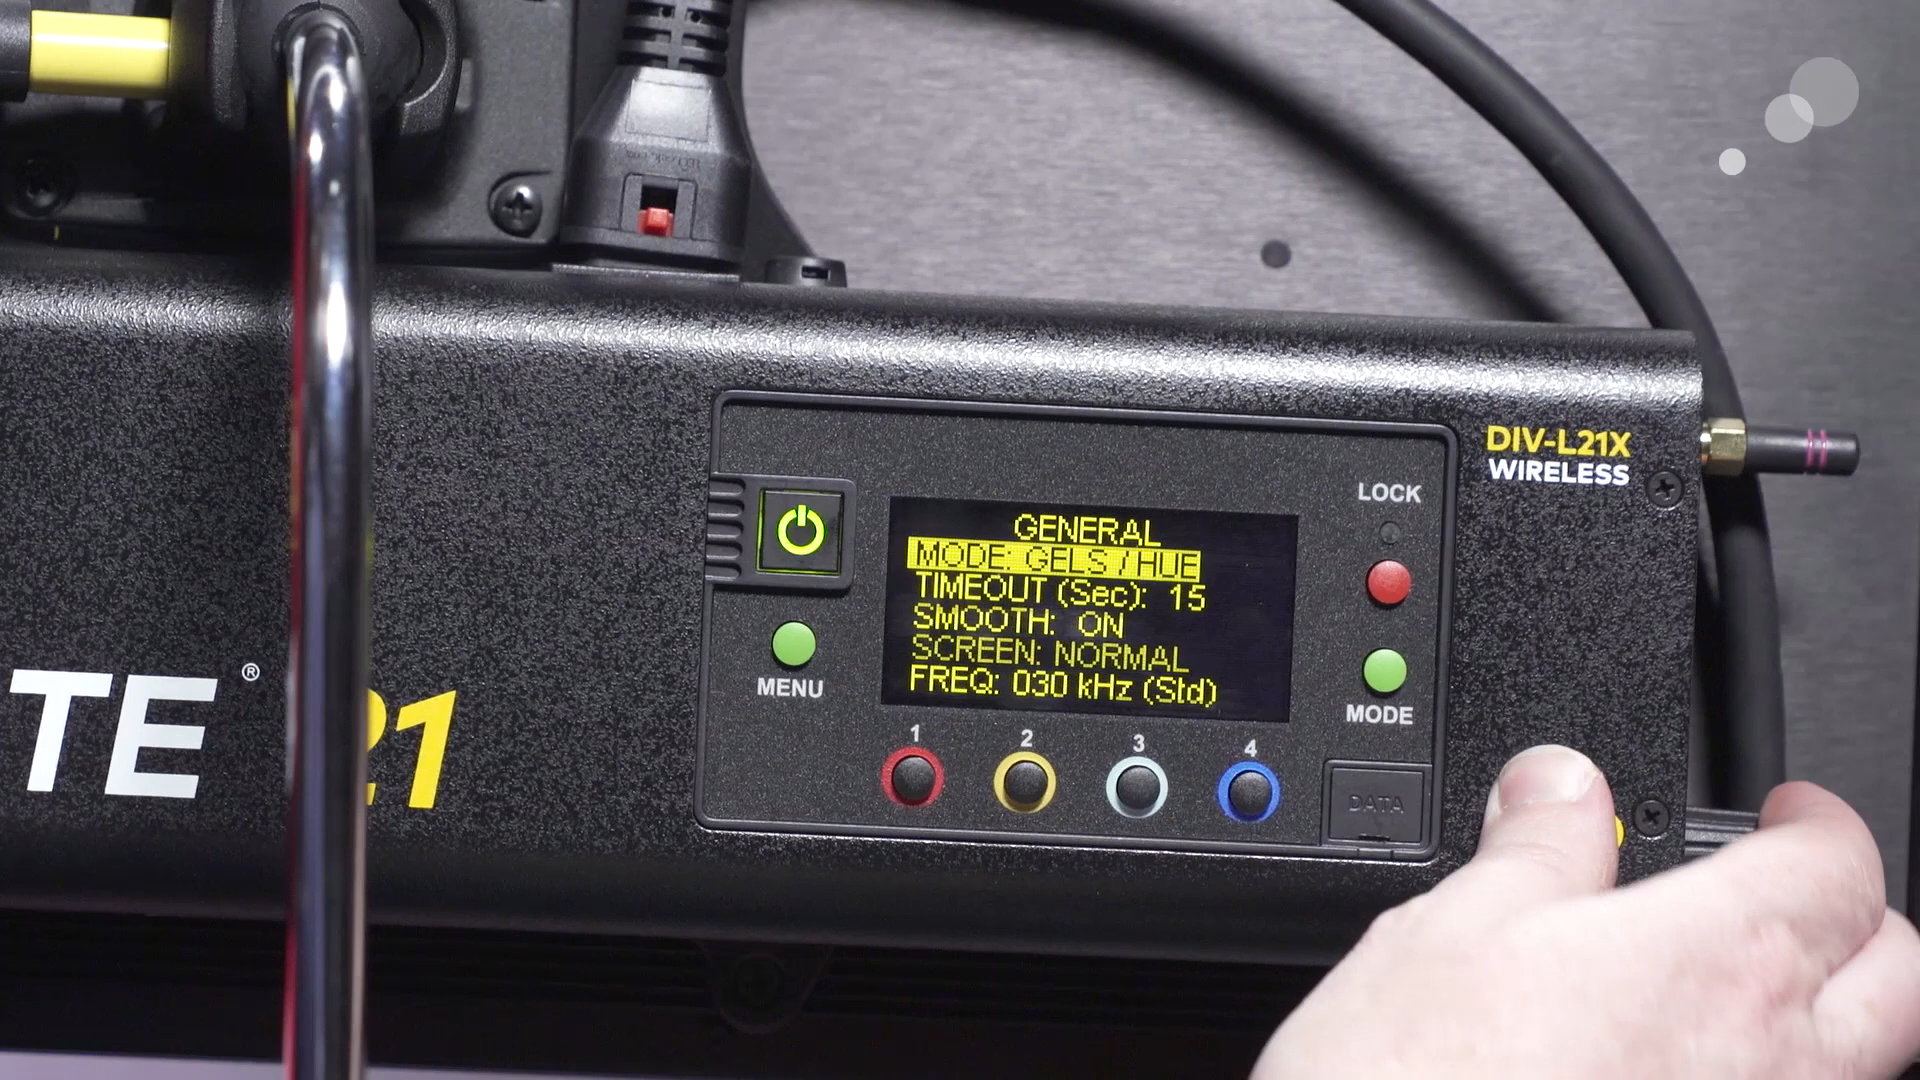 DIV-L21X
WIRELESS
LOCK
GENERAL
MODE: GELS / HUE
TIMEOUT (Sec): 15
SMOOTH: ON
SCREEN: NORMAL
FREQ: 030 kHz (Std)
MENU
MODE
TE® 21
1 2 3 4
DATA